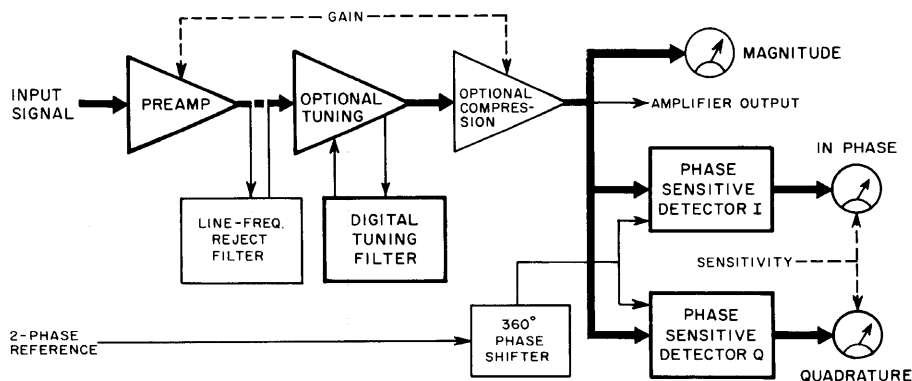 GAIN
MAGNITUDE
INPUT
SIGNAL
PREAMP
OPTIONAL
TUNING
OPTIONAL
COMPRES-
SION
AMPLIFIER OUTPUT
IN PHASE
PHASE
SENSITIVE
DETECTOR I
LINE-FREQ.
REJECT
FILTER
DIGITAL
TUNING
FILTER
SENSITIVITY
2-PHASE
REFERENCE
360°
PHASE
SHIFTER
PHASE
SENSITIVE
DETECTOR Q
QUADRATURE